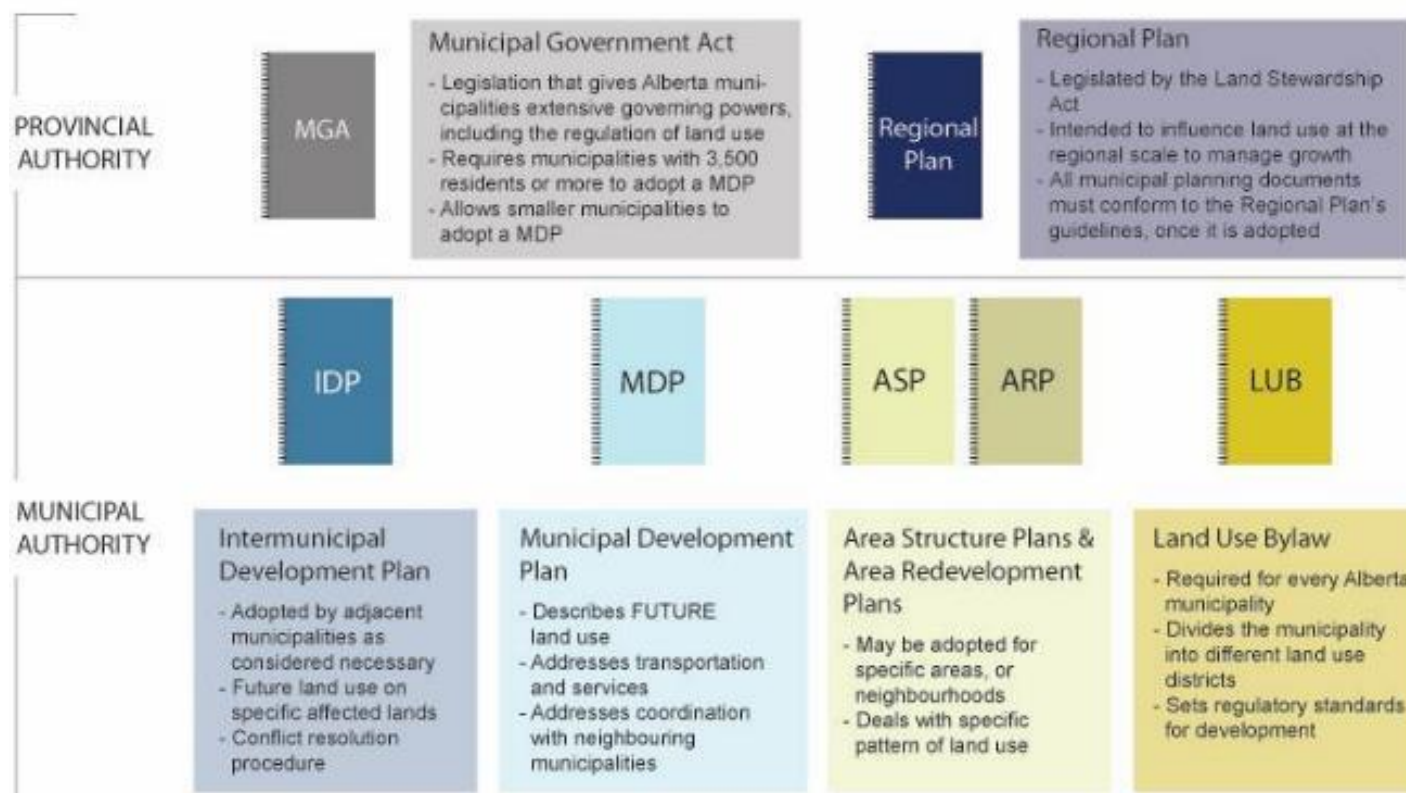 PROVINCIAL
AUTHORITY
MGA
Municipal Government Act
- Legislation that gives Alberta muni-
cipalities extensive governing powers,
including the regulation of land use
- Requires municipalities with 3,500
residents or more to adopt a MDP
- Allows smaller municipalities to
adopt a MDP
Regional
Plan
Regional Plan
- Legislated by the Land Stewardship
Act
- Intended to influence land use at the
regional scale to manage growth
- All municipal planning documents
must conform to the Regional Plan's
guidelines, once it is adopted
MUNICIPAL
AUTHORITY
IDP
MDP
ASP
ARP
LUB
Intermunicipal
Development Plan
- Adopted by adjacent
municipalities as
considered necessary
- Future land use on
specific affected lands
- Conflict resolution
procedure
Municipal Development
Plan
- Describes FUTURE
land use
- Addresses transportation
and services
- Addresses coordination
with neighbouring
municipalities
Area Structure Plans &
Area Redevelopment
Plans
- May be adopted for
specific areas, or
neighbourhoods
- Deals with specific
pattern of land use
Land Use Bylaw
- Required for every Alberta
municipality
- Divides the municipality
into different land use
districts
- Sets regulatory standards
for development